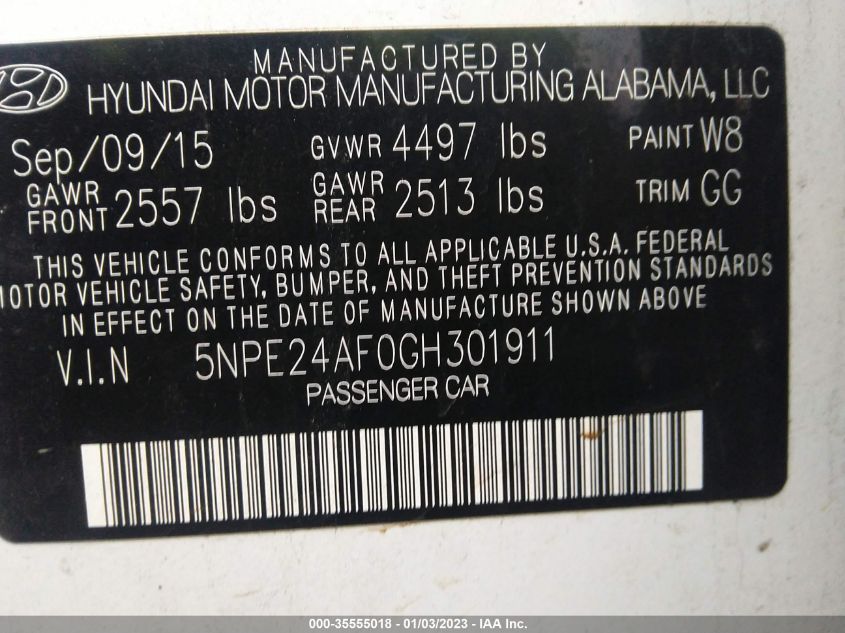 MANUFACTURED BY
HYUNDAI MOTOR MANUFACTURING ALABAMA, LLC
Sep/09/15 GVWR 4497 lbs PAINT W8
GAWR FRONT 2557 lbs GAWR REAR 2513 lbs TRIM GG
THIS VEHICLE CONFORMS TO ALL APPLICABLE U.S.A. FEDERAL
MOTOR VEHICLE SAFETY, BUMPER, AND THEFT PREVENTION STANDARDS
IN EFFECT ON THE DATE OF MANUFACTURE SHOWN ABOVE
V.I.N 5NPE24AF0GH301911
PASSENGER CAR
000-35555018 - 01/03/2023 - IAA Inc.